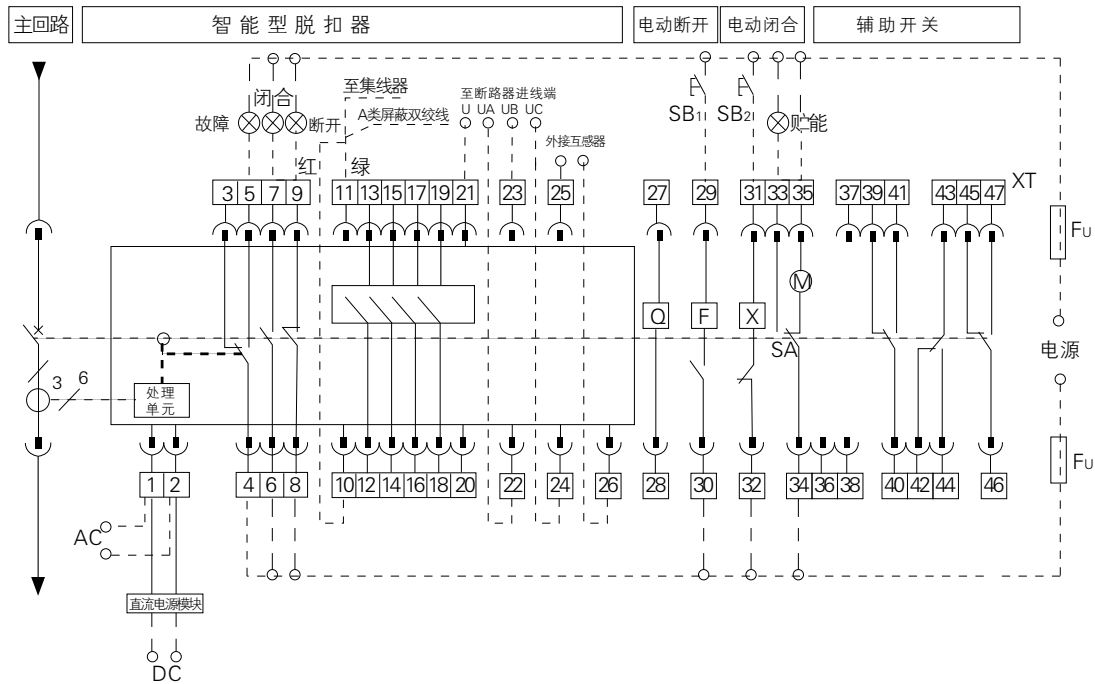 主回路 智能型脱扣器 电动断开 电动闭合 辅助开关
至集线器
至断路器进线端
闭合
A类屏蔽双绞线
U UA UB UC
SB1 SB2
故障
断开
贮能
外接互感器
红 绿
3 5 7 9 11 13 15 17 19 21 23 25 27 29 31 33 35 37 39 41 43 45 47 XT
FU
M
Q F X
SA
电源
3 6
处理
单元
FU
1 2 4 6 8 10 12 14 16 18 20 22 24 26 28 30 32 34 36 38 40 42 44 46
AC
直流电源模块
DC